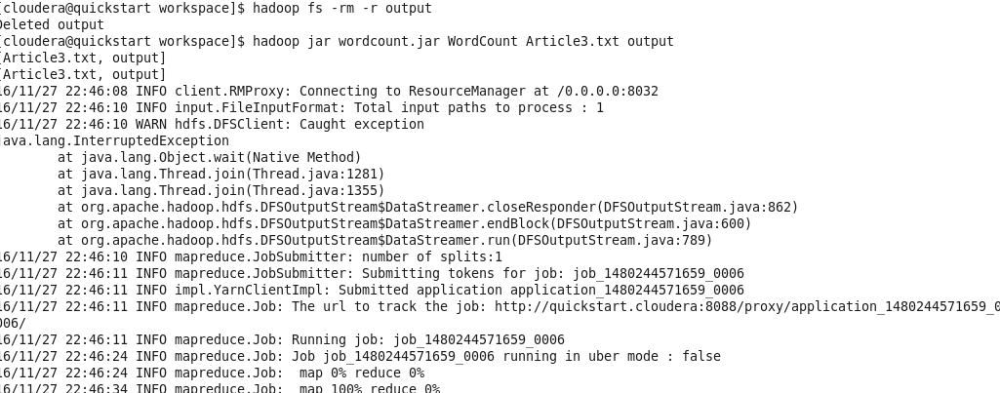 [cloudera@quickstart workspace]$ hadoop fs -rm -r output
Deleted output
[cloudera@quickstart workspace]$ hadoop jar wordcount.jar WordCount Article3.txt output
[Article3.txt, output]
[Article3.txt, output]
16/11/27 22:46:08 INFO client.RMProxy: Connecting to ResourceManager at /0.0.0.0:8032
16/11/27 22:46:10 INFO input.FileInputFormat: Total input paths to process : 1
16/11/27 22:46:10 WARN hdfs.DFSClient: Caught exception
java.lang.InterruptedException
	at java.lang.Object.wait(Native Method)
	at java.lang.Thread.join(Thread.java:1281)
	at java.lang.Thread.join(Thread.java:1355)
	at org.apache.hadoop.hdfs.DFSOutputStream$DataStreamer.closeResponder(DFSOutputStream.java:862)
	at org.apache.hadoop.hdfs.DFSOutputStream$DataStreamer.endBlock(DFSOutputStream.java:600)
	at org.apache.hadoop.hdfs.DFSOutputStream$DataStreamer.run(DFSOutputStream.java:789)
16/11/27 22:46:10 INFO mapreduce.JobSubmitter: number of splits:1
16/11/27 22:46:11 INFO mapreduce.JobSubmitter: Submitting tokens for job: job_1480244571659_0006
16/11/27 22:46:11 INFO impl.YarnClientImpl: Submitted application application_1480244571659_0006
16/11/27 22:46:11 INFO mapreduce.Job: The url to track the job: http://quickstart.cloudera:8088/proxy/application_1480244571659_0
006/
16/11/27 22:46:11 INFO mapreduce.Job: Running job: job_1480244571659_0006
16/11/27 22:46:24 INFO mapreduce.Job: Job job_1480244571659_0006 running in uber mode : false
16/11/27 22:46:24 INFO mapreduce.Job:  map 0% reduce 0%
16/11/27 22:46:34 INFO mapreduce.Job:  map 100% reduce 0%